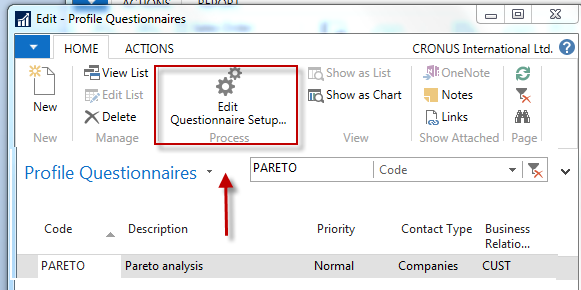 ACTIONS REPORT
Edit - Profile Questionnaires
HOME ACTIONS CRONUS International Ltd. ?
New
New
View List
Edit List
Delete
Manage
Edit
Questionnaire Setup...
Process
Show as List
Show as Chart
View
OneNote
Notes
Links
Show Attached
Page
Profile Questionnaires
PARETO Code
Code Description Priority Contact Type Business
Relatio...
PARETO Pareto analysis Normal Companies CUST